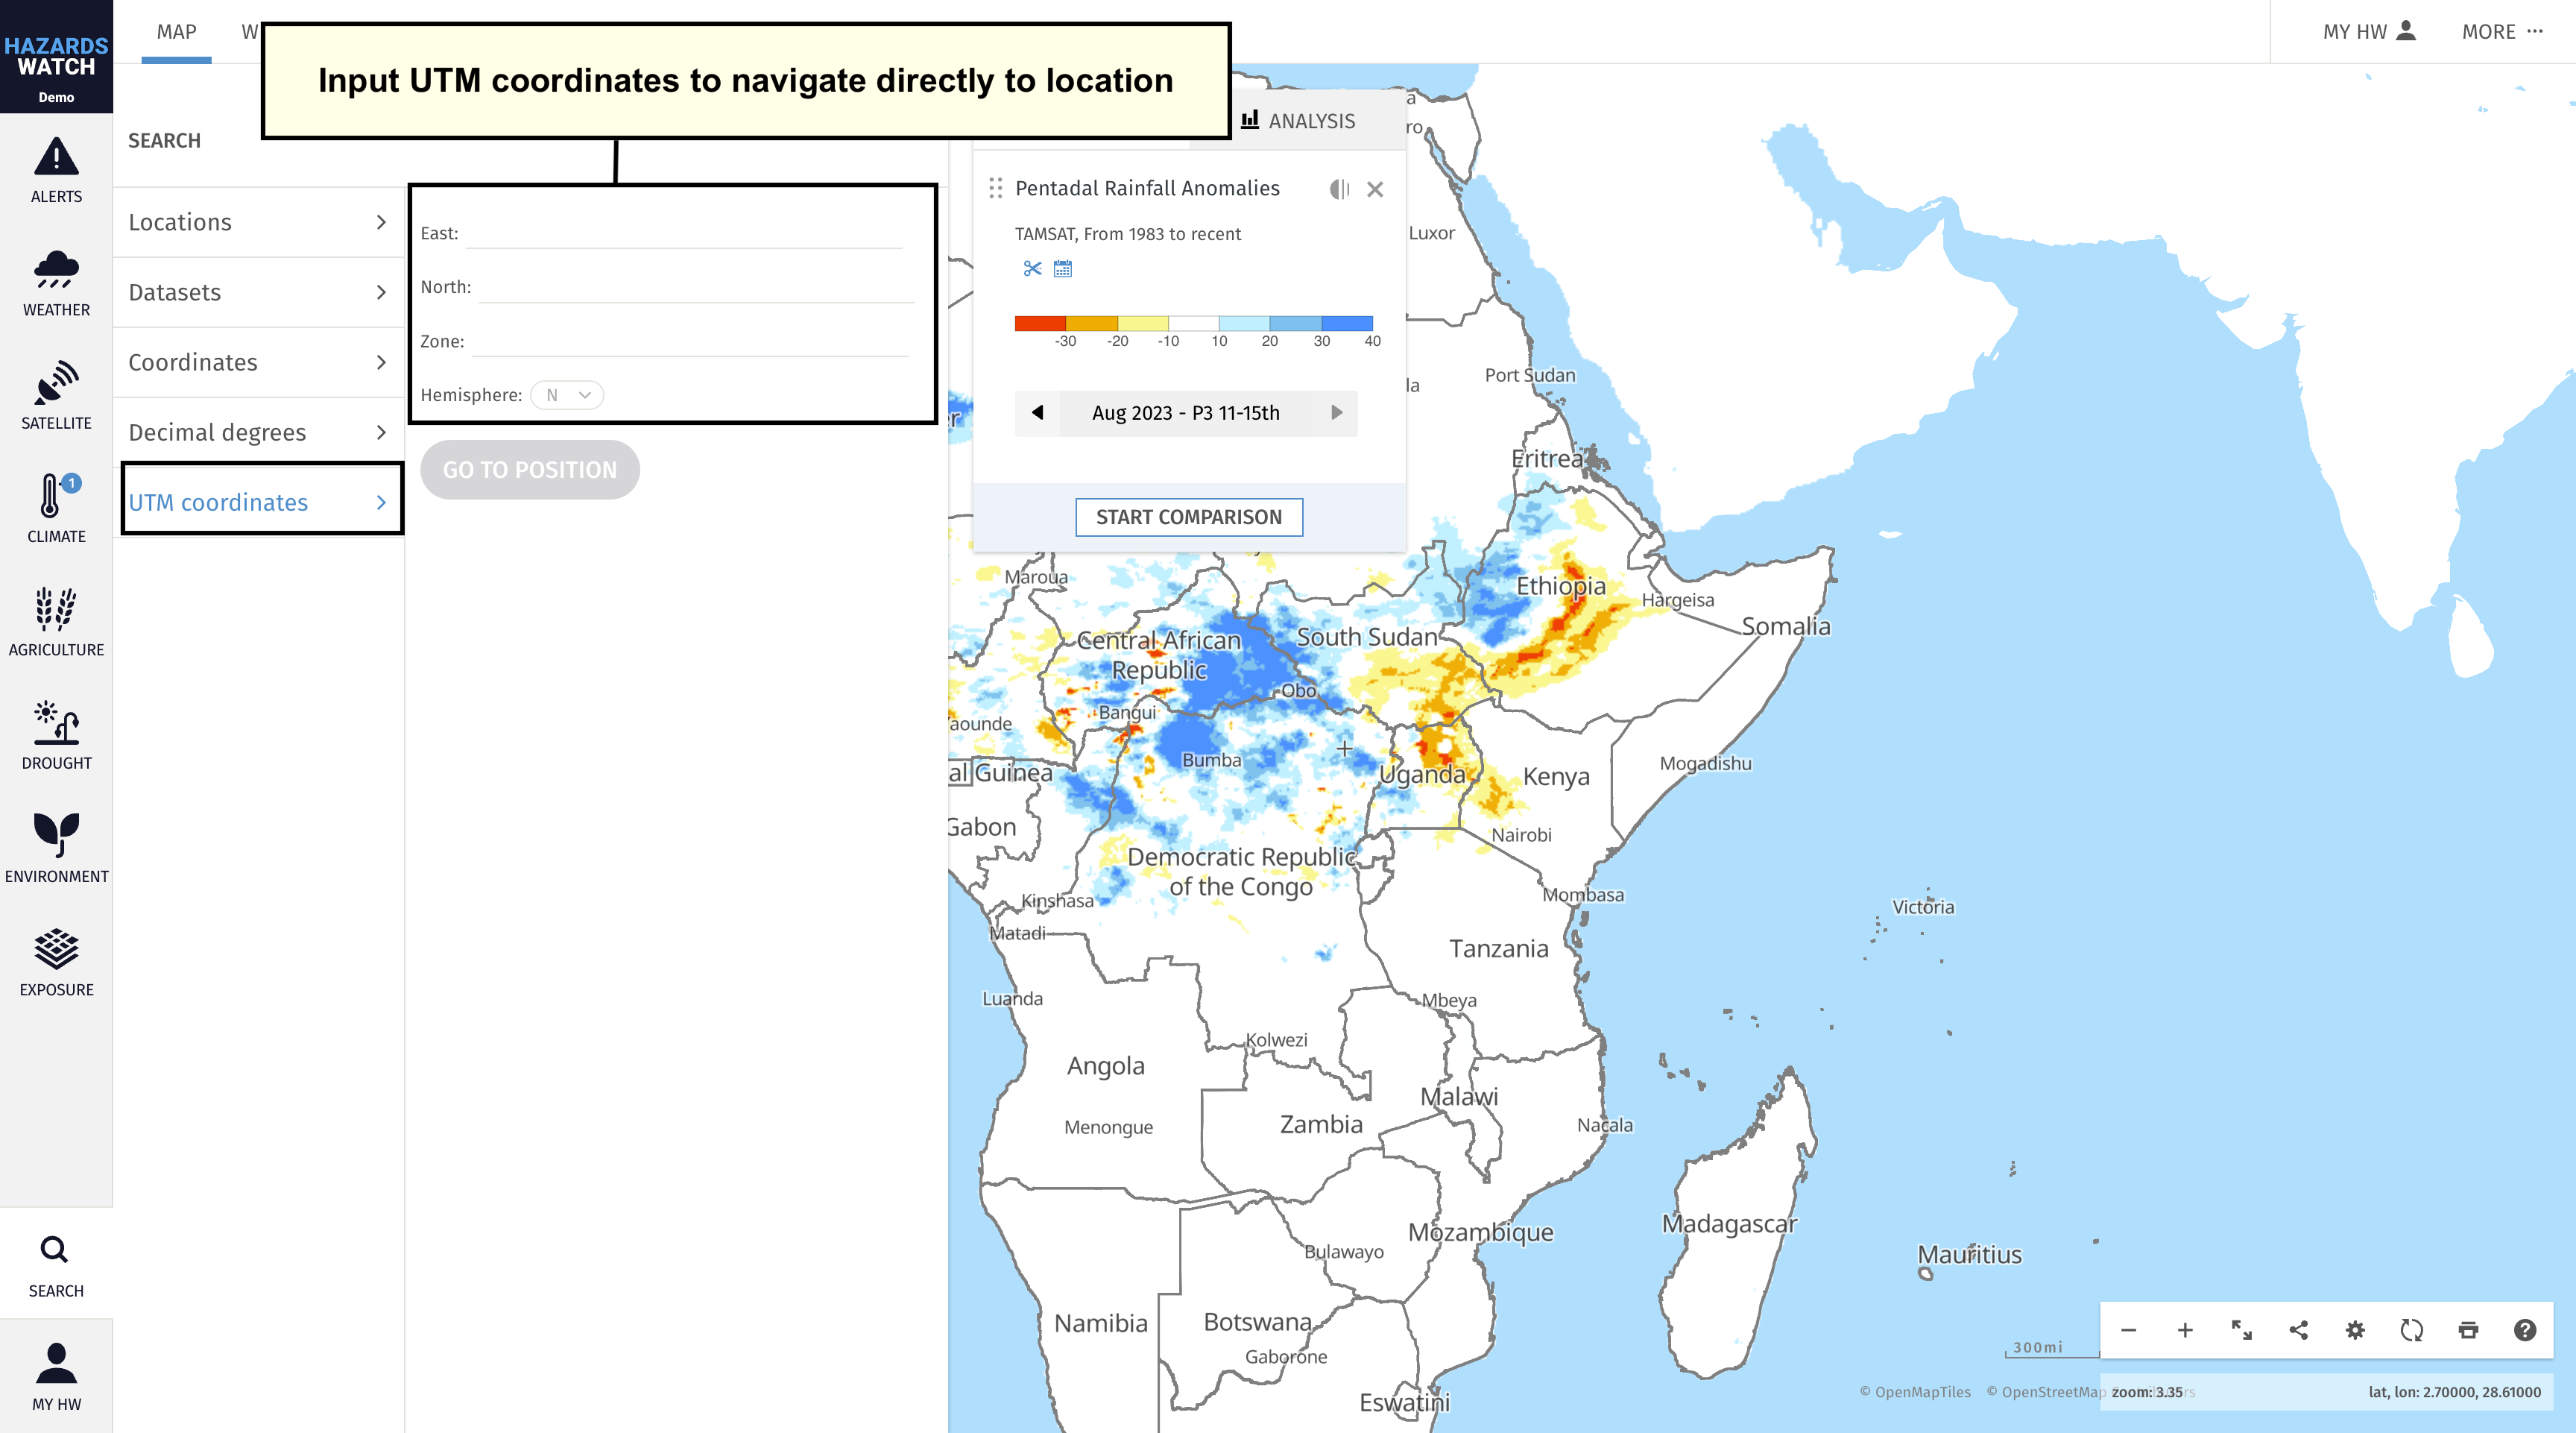 HAZARDS
WATCH
Demo
MAP
W
Input UTM coordinates to navigate directly to location
MY HW
MORE
ALERTS
WEATHER
SATELLITE
1
CLIMATE
AGRICULTURE
DROUGHT
ENVIRONMENT
EXPOSURE
SEARCH
MY HW
SEARCH
Locations
Datasets
Coordinates
Decimal degrees
UTM coordinates
East:
North:
Zone:
Hemisphere: N
GO TO POSITION
ANALYSIS
Pentadal Rainfall Anomalies
TAMSAT, From 1983 to recent
-30 -20 -10 10 20 30 40
Aug 2023 - P3 11-15th
START COMPARISON
Luxor
Port Sudan
Eritrea
Maroua
Ethiopia
Hargeisa
Central African
Republic
South Sudan
Somalia
Obo
Bangui
aounde
Bumba
Mogadishu
al Guinea
Uganda
Kenya
Gabon
Nairobi
Democratic Republic
of the Congo
Kinshasa
Mombasa
Victoria
Matadi
Tanzania
Luanda
Mbeya
Kolwezi
Angola
Malawi
Menongue
Zambia
Nacala
Madagascar
Mozambique
Bulawayo
Mauritius
Namibia
Botswana
Gaborone
Eswatini
300mi
© OpenMapTiles © OpenStreetMap
zoom: 3.35
lat, lon: 2.70000, 28.61000